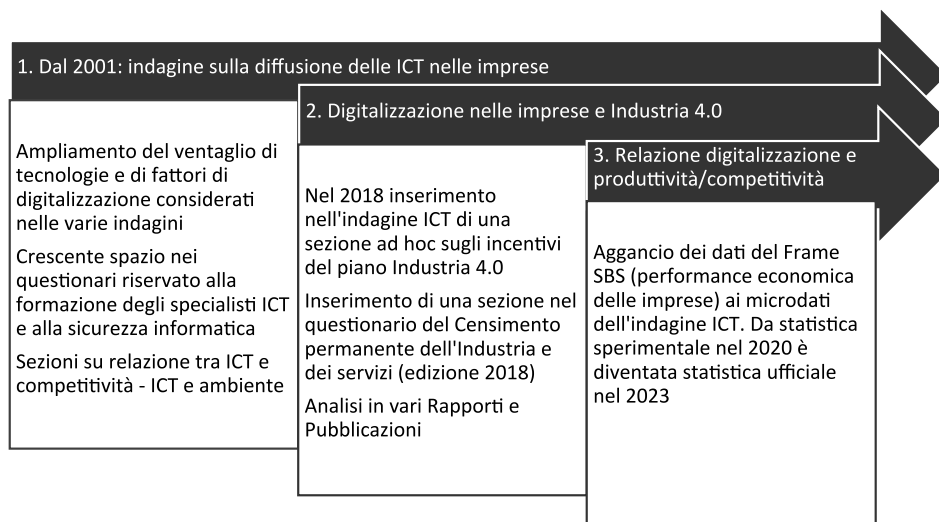 1. Dal 2001: indagine sulla diffusione delle ICT nelle imprese
Ampliamento del ventaglio di
tecnologie e di fattori di
digitalizzazione considerati
nelle varie indagini
Crescente spazio nei
questionari riservato alla
formazione degli specialisti ICT
e alla sicurezza informatica
Sezioni su relazione tra ICT e
competitività - ICT e ambiente
2. Digitalizzazione nelle imprese e Industria 4.0
Nel 2018 inserimento
nell'indagine ICT di una
sezione ad hoc sugli incentivi
del piano Industria 4.0
Inserimento di una sezione nel
questionario del Censimento
permanente dell'Industria e
dei servizi (edizione 2018)
Analisi in vari Rapporti e
Pubblicazioni
3. Relazione digitalizzazione e
produttività/competitività
Aggancio dei dati del Frame
SBS (performance economica
delle imprese) ai microdati
dell'indagine ICT. Da statistica
sperimentale nel 2020 è
diventata statistica ufficiale
nel 2023